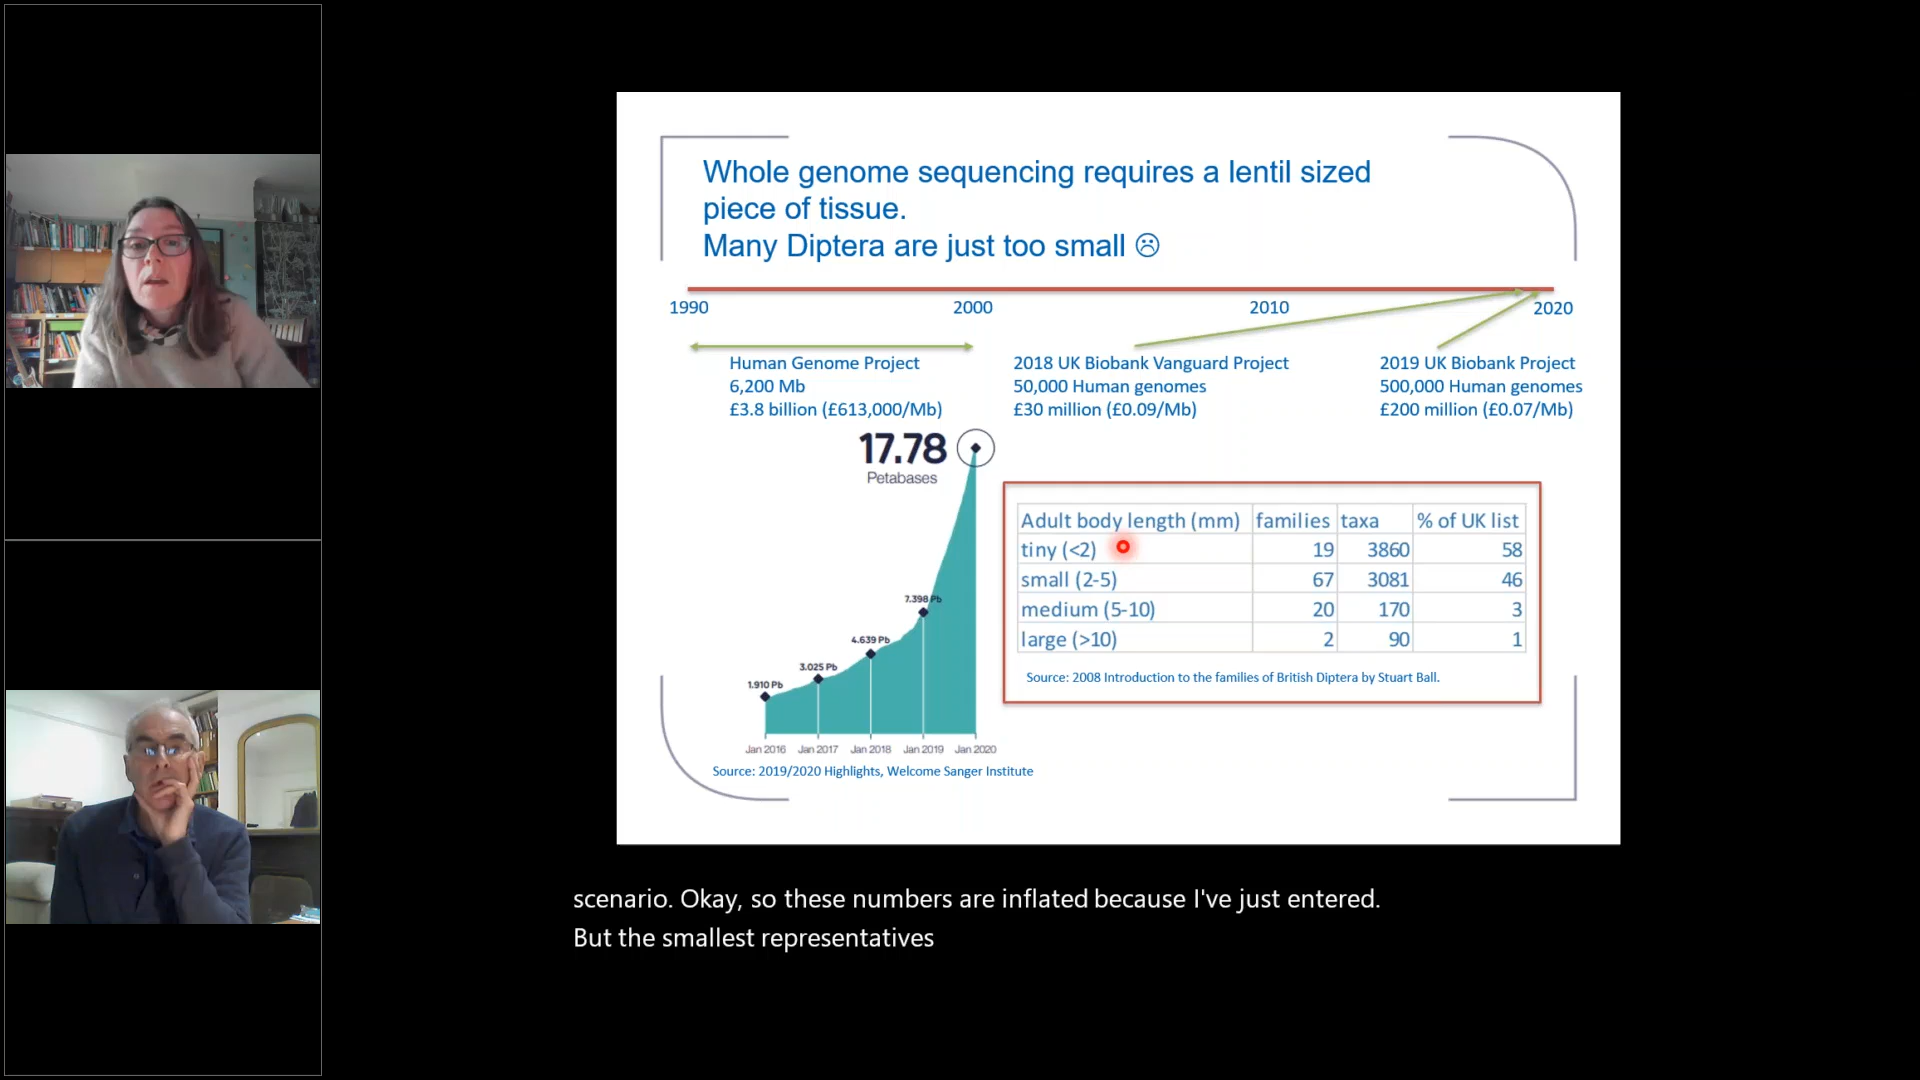 Whole genome sequencing requires a lentil sized
piece of tissue.
Many Diptera are just too small ☹
1990 2000 2010 2020
Human Genome Project
6,200 Mb
£3.8 billion (£613,000/Mb)
2018 UK Biobank Vanguard Project
50,000 Human genomes
£30 million (£0.09/Mb)
2019 UK Biobank Project
500,000 Human genomes
£200 million (£0.07/Mb)
17.78
Petabases
7.398 Pb
4.639 Pb
3.025 Pb
1.910 Pb
Jan 2016 Jan 2017 Jan 2018 Jan 2019 Jan 2020
Source: 2019/2020 Highlights, Welcome Sanger Institute
Adult body length (mm) families taxa % of UK list
tiny (<2) 19 3860 58
small (2-5) 67 3081 46
medium (5-10) 20 170 3
large (>10) 2 90 1
Source: 2008 Introduction to the families of British Diptera by Stuart Ball.
scenario. Okay, so these numbers are inflated because I've just entered.
But the smallest representatives